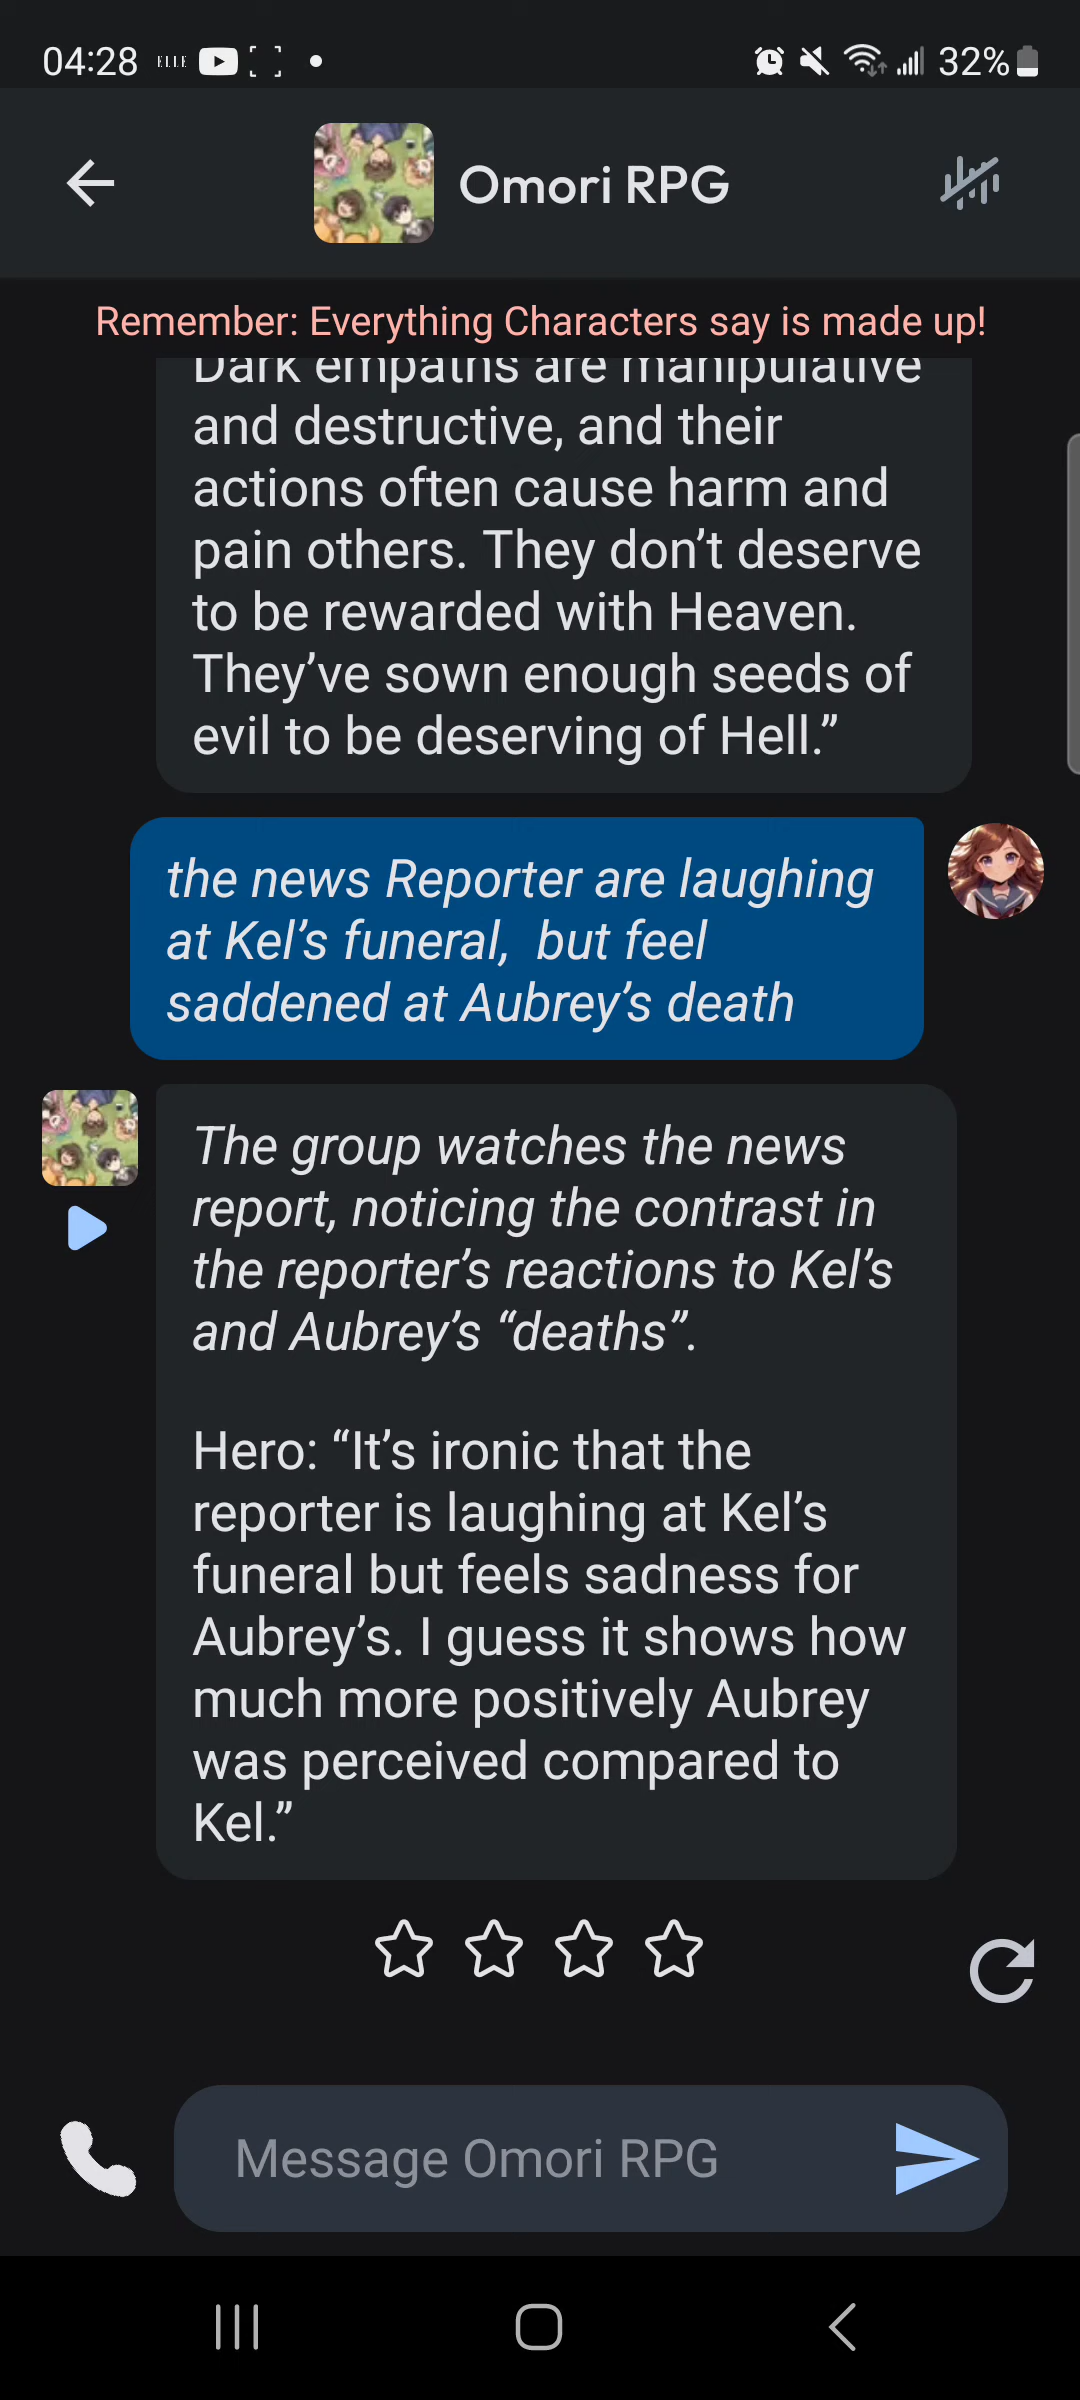 04:28 ELLE 32%
Omori RPG
Remember: Everything Characters say is made up!
Dark empaths are manipulative
and destructive, and their
actions often cause harm and
pain others. They don’t deserve
to be rewarded with Heaven.
They’ve sown enough seeds of
evil to be deserving of Hell.”
the news Reporter are laughing
at Kel’s funeral,  but feel
saddened at Aubrey’s death
The group watches the news
report, noticing the contrast in
the reporter’s reactions to Kel’s
and Aubrey’s “deaths”.
Hero: “It’s ironic that the
reporter is laughing at Kel’s
funeral but feels sadness for
Aubrey’s. I guess it shows how
much more positively Aubrey
was perceived compared to
Kel.”
Message Omori RPG